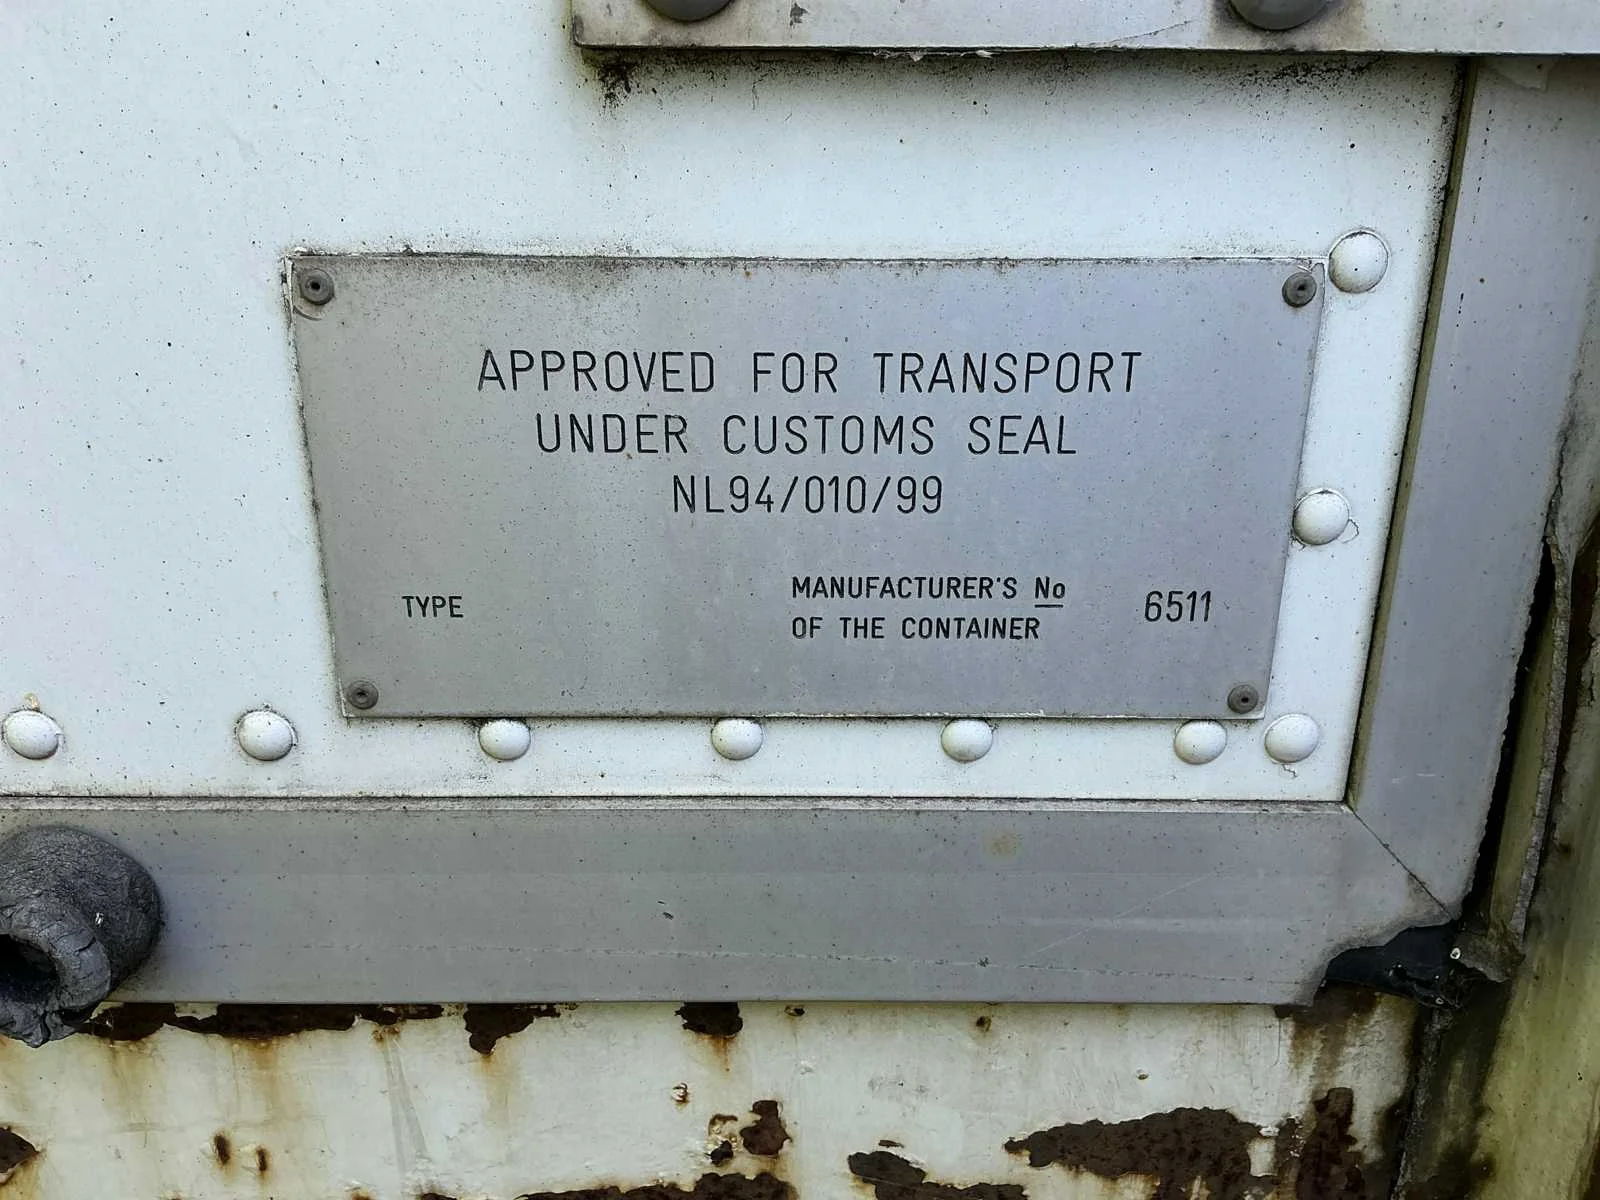 APPROVED FOR TRANSPORT
UNDER CUSTOMS SEAL
NL94/010/99
TYPE
MANUFACTURER'S No
OF THE CONTAINER
6511